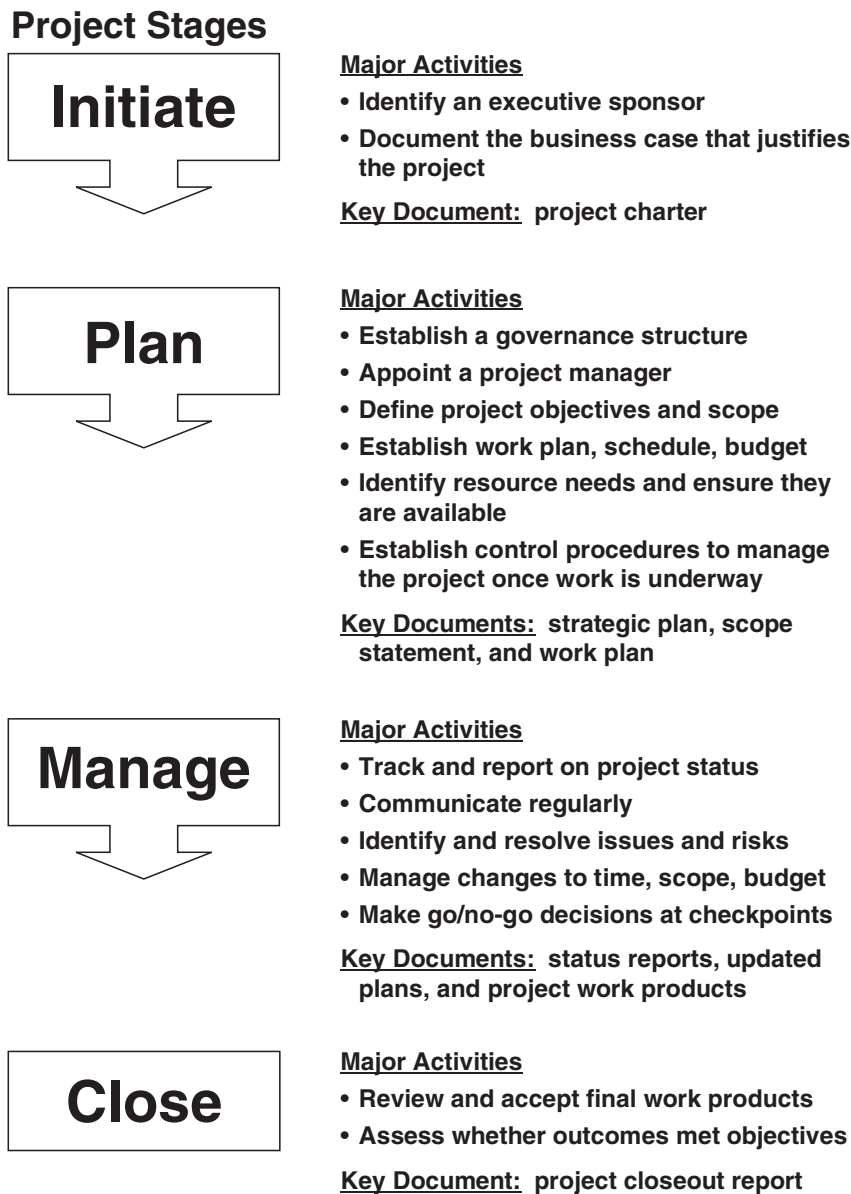 Project Stages
Initiate
Major Activities
• Identify an executive sponsor
• Document the business case that justifies
the project
Key Document: project charter
Plan
Major Activities
• Establish a governance structure
• Appoint a project manager
• Define project objectives and scope
• Establish work plan, schedule, budget
• Identify resource needs and ensure they
are available
• Establish control procedures to manage
the project once work is underway
Key Documents: strategic plan, scope
statement, and work plan
Manage
Major Activities
• Track and report on project status
• Communicate regularly
• Identify and resolve issues and risks
• Manage changes to time, scope, budget
• Make go/no-go decisions at checkpoints
Key Documents: status reports, updated
plans, and project work products
Close
Major Activities
• Review and accept final work products
• Assess whether outcomes met objectives
Key Document: project closeout report